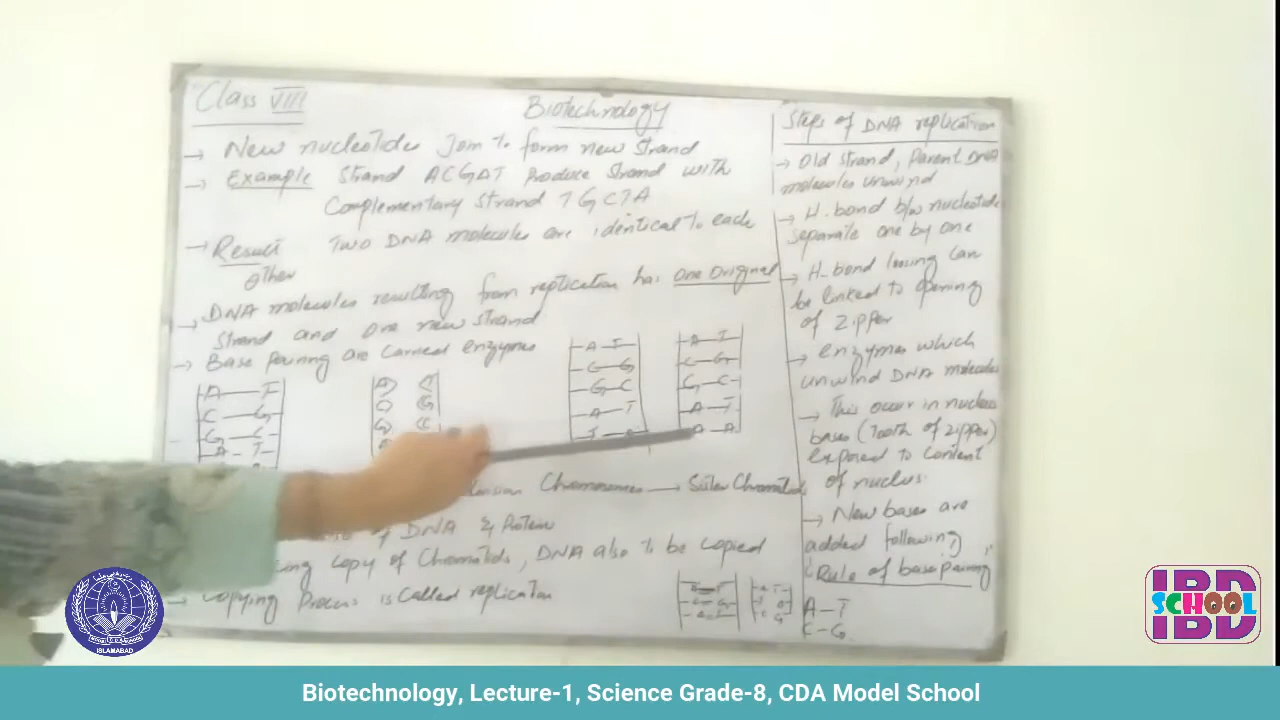 Class VIII
Biotechnology
→ New nucleotides Join to form new strand
→ Example Strand ACGAT Produce strand with
Complementary Strand TGCTA
→ Result Two DNA molecules are identical to each
other
→ DNA molecules resulting from replication has one original
strand and one new strand
→ Base pairing are carried enzymes
A T
C G
G C
A T
A
G G
G C
A T
C G
G C
A T
T
A T
C G
G C
A T
A A
Chromosomes → Sister Chromatids
of DNA & Protein
copy of Chromatids, DNA also to be copied
→ Copying Process is called replication
Steps of DNA replication
→ Old strand, Parent DNA
molecules unwind
→ H.bond b/w nucleotide
separate one by one
→ H-bond loosing can
be linked to opening
of Zipper
→ enzymes which
unwind DNA molecules
→ This occur in nucleus
bases (Tooth of zipper)
exposed to content
of nucleus.
→ New bases are
added following
Rule of base pairing
A–T
C–G
ISLAMABAD
IBD
SCHOOL
IBD
Biotechnology, Lecture-1, Science Grade-8, CDA Model School